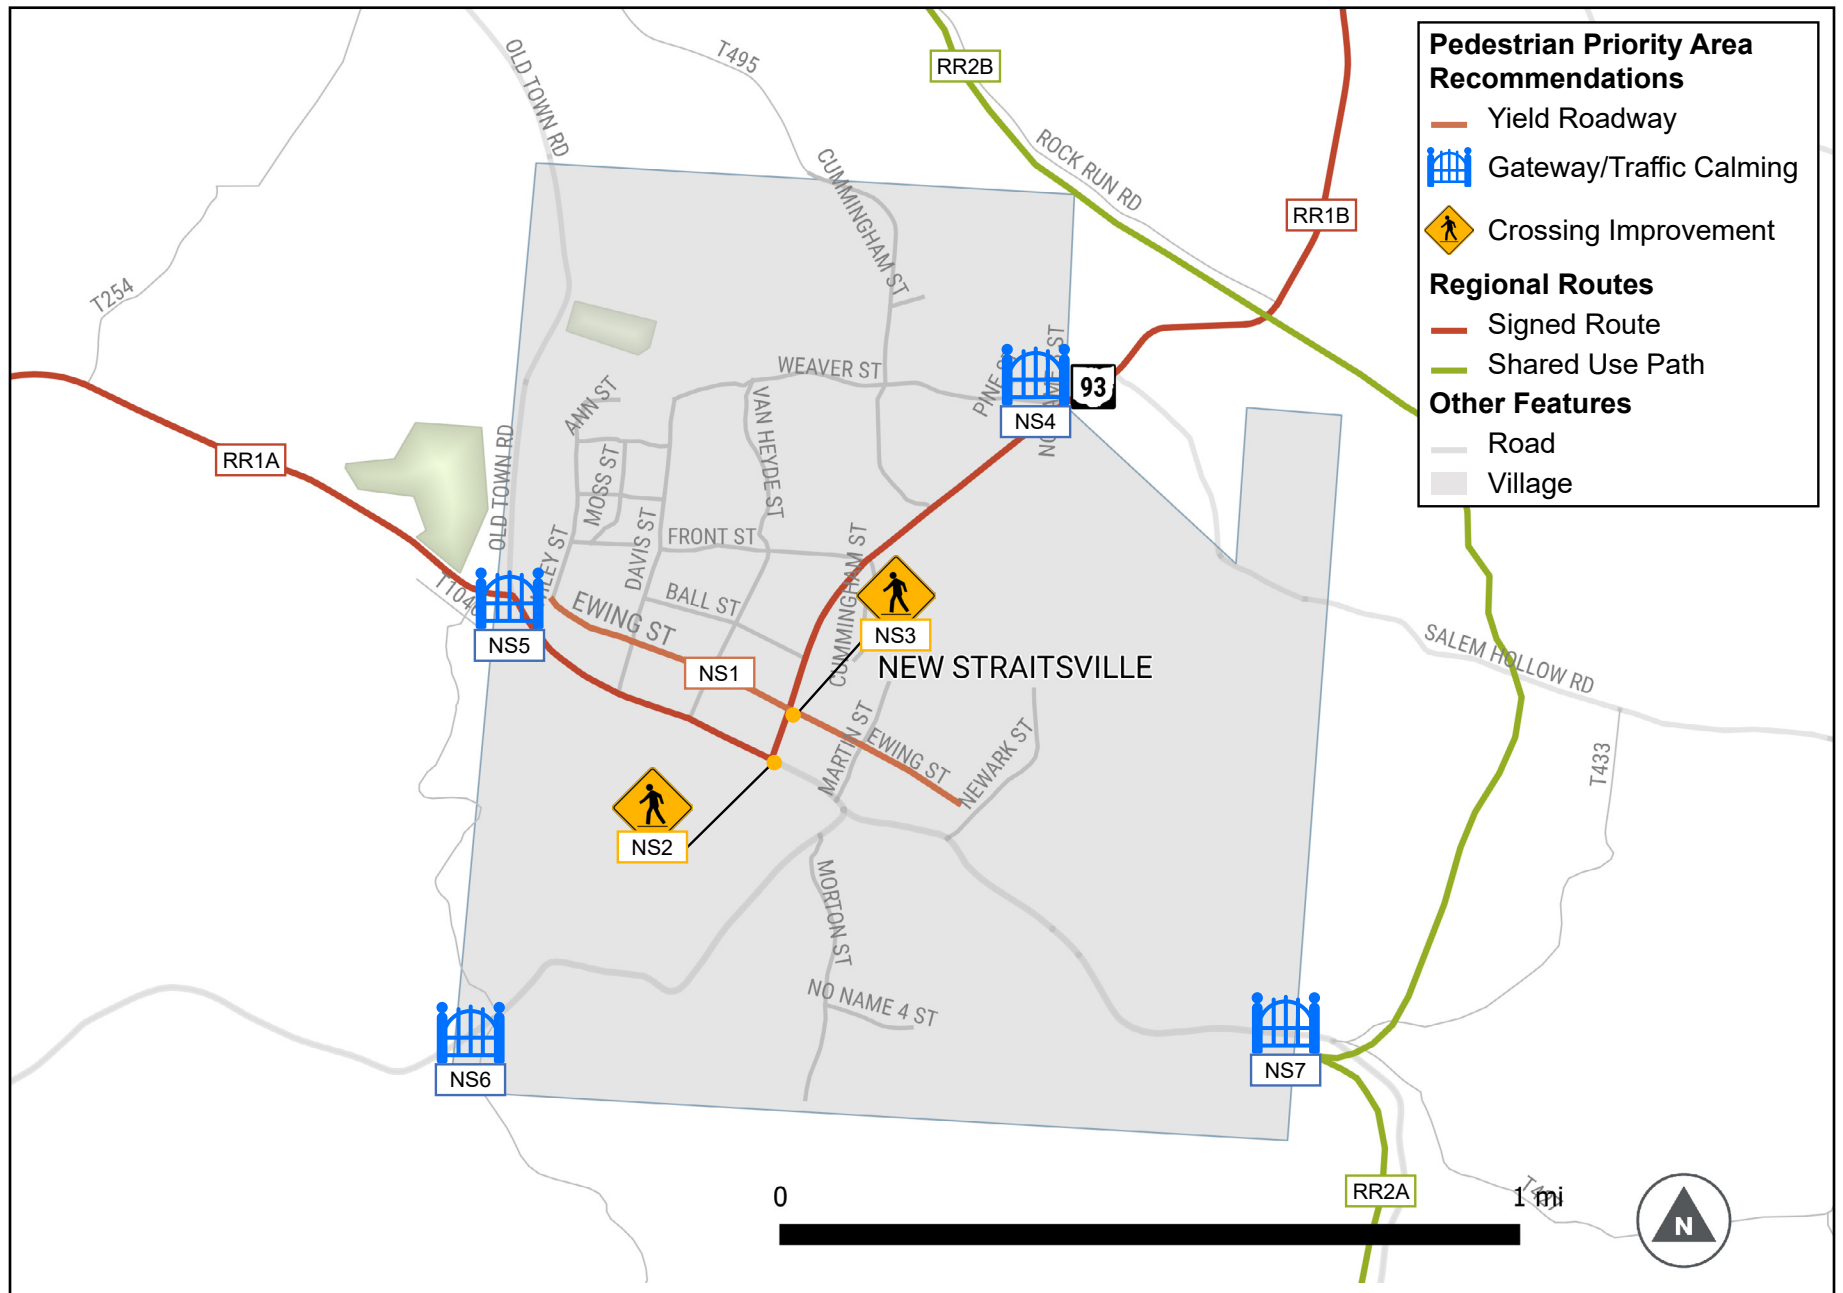 Pedestrian Priority Area
Recommendations
Yield Roadway
Gateway/Traffic Calming
Crossing Improvement
Regional Routes
Signed Route
Shared Use Path
Other Features
Road
Village
OLD TOWN RD
T495
RR2B
ROCK RUN RD
CUMMINGHAM ST
RR1B
T254
WEAVER ST
93
NS4
ANN ST
VAN HEYDE ST
RR1A
OLD TOWN RD
MOSS ST
DAVIS ST
FRONT ST
CUMMINGHAM ST
BALL ST
EWING ST
NS5
NS3
NS1
NEW STRAITSVILLE
SALEM HOLLOW RD
MARTIN ST
EWING ST
NEWARK ST
T433
NS2
MORTON ST
NO NAME 4 ST
NS6
NS7
RR2A
0
1 mi
N